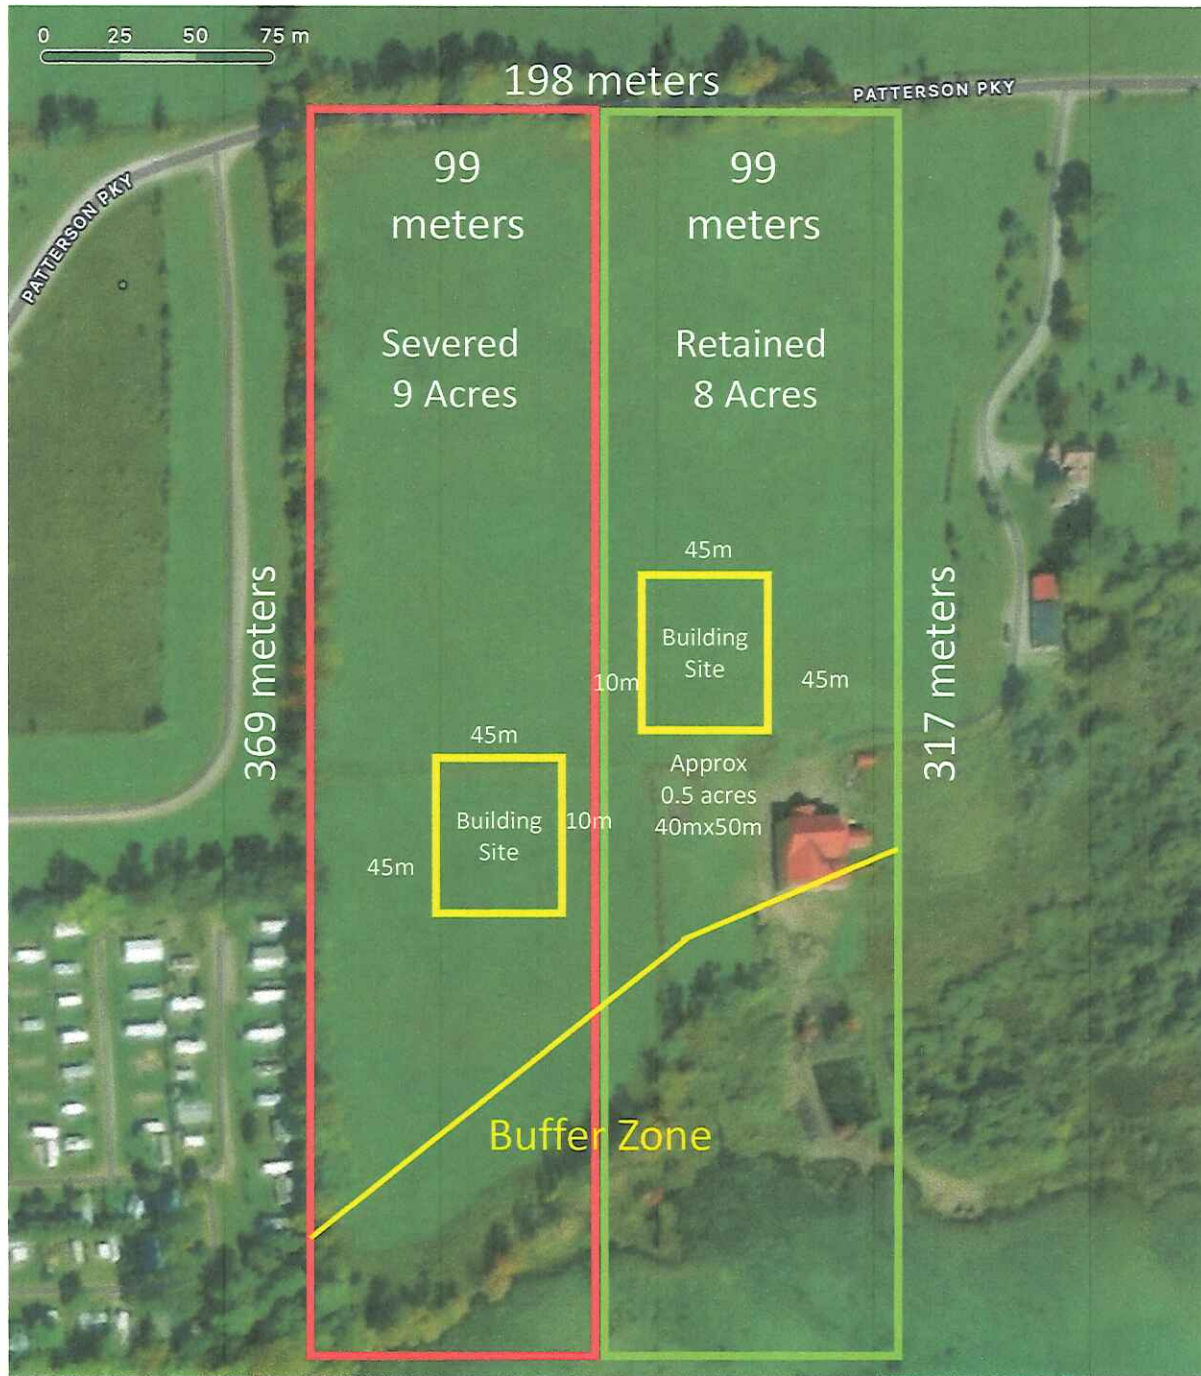 0 25 50 75 m
198 meters
PATTERSON PKY
PATTERSON PKY
99
meters
99
meters
Severed
9 Acres
Retained
8 Acres
369 meters
317 meters
45m
Building
Site
10m
45m
45m
Building
Site
10m
45m
Approx
0.5 acres
40mx50m
Buffer Zone